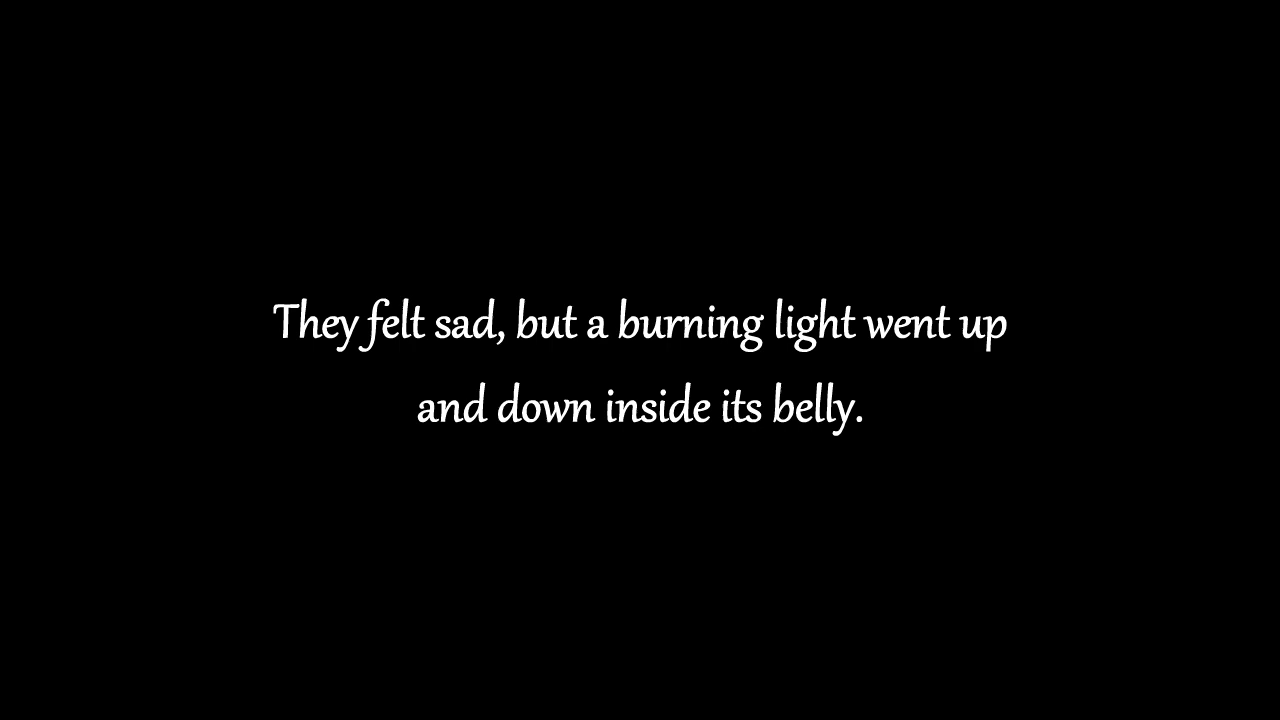 They felt sad, but a burning light went up
and down inside its belly.